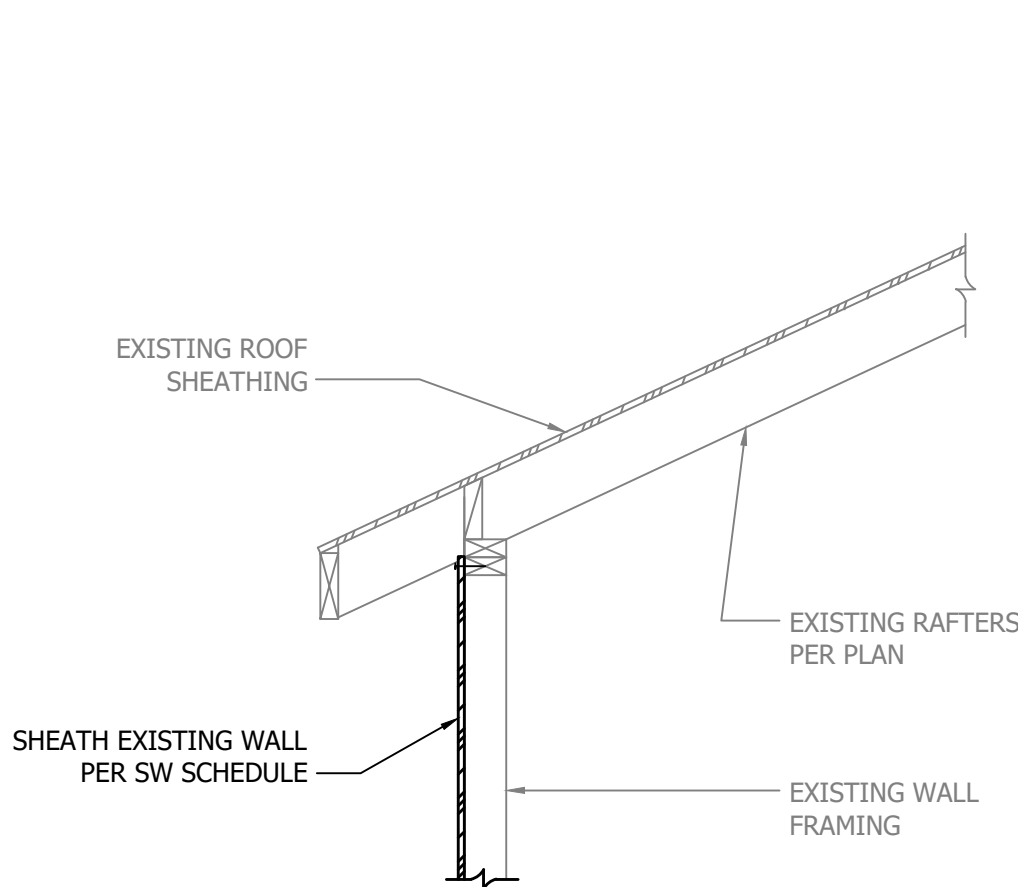 EXISTING ROOF
SHEATHING
EXISTING RAFTERS
PER PLAN
SHEATH EXISTING WALL
PER SW SCHEDULE
EXISTING WALL
FRAMING